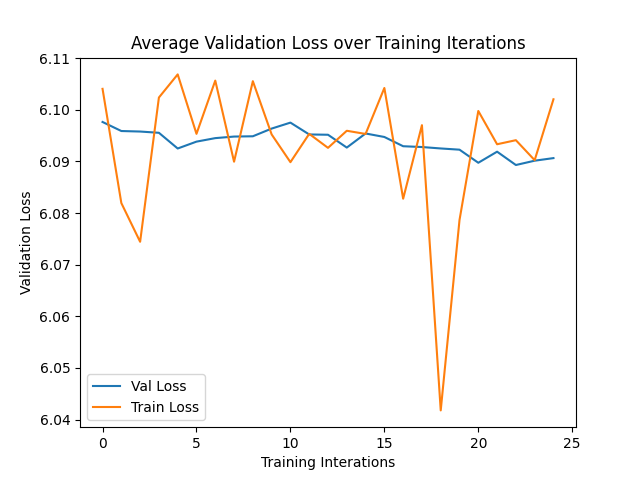 Average Validation Loss over Training Iterations
6.11
6.10
6.09
6.08
6.07
6.06
6.05
6.04
Validation Loss
Val Loss
Train Loss
0 5 10 15 20 25
Training Interations